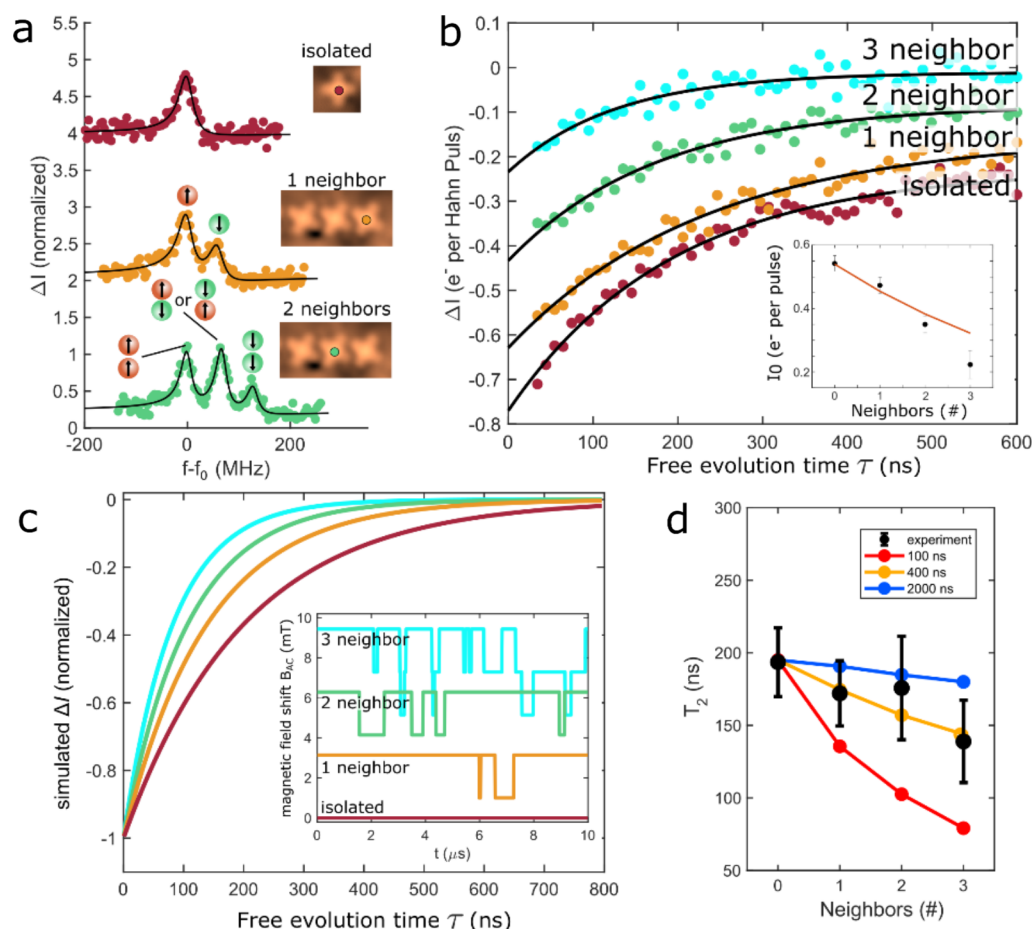 a
5.5
5
4.5
4
3.5
3
2.5
2
1.5
1
0.5
0
ΔI (normalized)
-200
0
200
f-f₀ (MHz)
isolated
1 neighbor
or
2 neighbors
b
0.1
0
-0.1
-0.2
-0.3
-0.4
-0.5
-0.6
-0.7
-0.8
ΔI (e⁻ per Hahn Puls)
0
100
200
300
400
500
600
Free evolution time τ (ns)
3 neighbor
2 neighbor
1 neighbor
isolated
0.6
0.4
0.2
I0 (e⁻ per pulse)
0
1
2
3
Neighbors (#)
c
0
-0.2
-0.4
-0.6
-0.8
-1
simulated ΔI (normalized)
0
100
200
300
400
500
600
700
800
Free evolution time τ (ns)
10
8
6
4
2
0
magnetic field shift B_AC (mT)
3 neighbor
2 neighbor
1 neighbor
isolated
0
2
4
6
8
10
t (μs)
d
300
250
200
150
100
50
T₂ (ns)
experiment
100 ns
400 ns
2000 ns
0
1
2
3
Neighbors (#)